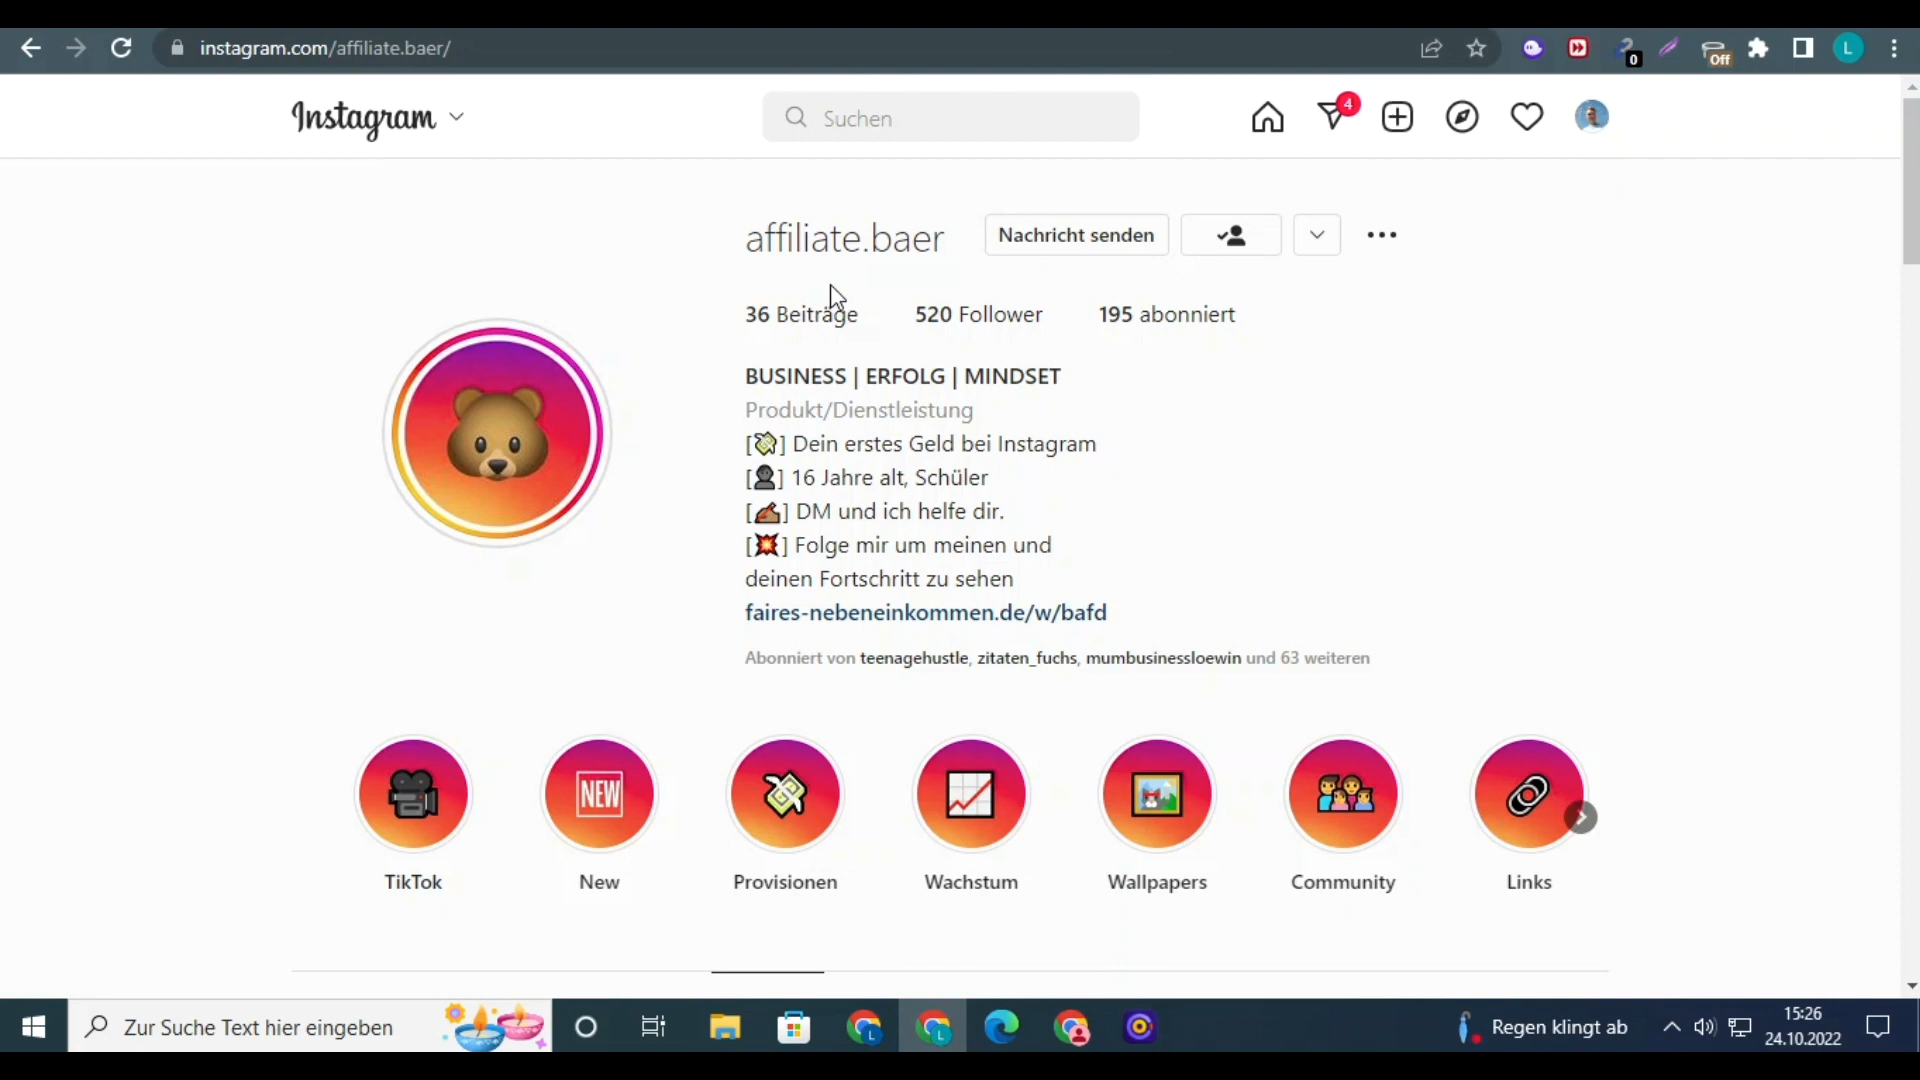 instagram.com/affiliate.baer/
0
Off
L
Instagram
Suchen
4
affiliate.baer
Nachricht senden
36 Beiträge
520 Follower
195 abonniert
BUSINESS | ERFOLG | MINDSET
Produkt/Dienstleistung
[💸] Dein erstes Geld bei Instagram
[👤] 16 Jahre alt, Schüler
[✍🏽] DM und ich helfe dir.
[💥] Folge mir um meinen und
deinen Fortschritt zu sehen
faires-nebeneinkommen.de/w/bafd
Abonniert von teenagehustle, zitaten_fuchs, mumbusinessloewin und 63 weiteren
NEW
TikTok
New
Provisionen
Wachstum
Wallpapers
Community
Links
Zur Suche Text hier eingeben
L
L
Regen klingt ab
15:26
24.10.2022